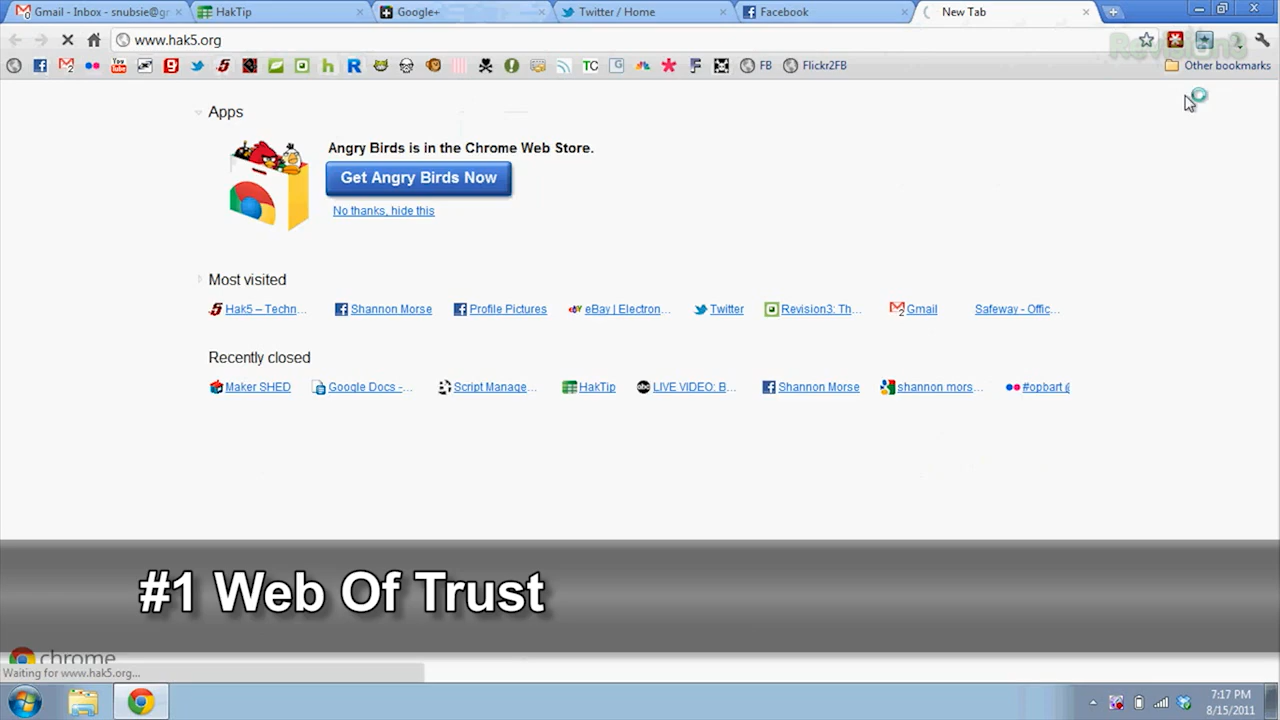 Gmail - Inbox - snubsie@gr
HakTip
Google+
Twitter / Home
Facebook
New Tab
www.hak5.org
Revision3
FB
Flickr2FB
Other bookmarks
Apps
Angry Birds is in the Chrome Web Store.
Get Angry Birds Now
No thanks, hide this
Most visited
Hak5 – Techn...
Shannon Morse
Profile Pictures
eBay | Electron...
Twitter
Revision3: Th...
Gmail
Safeway - Offic...
Recently closed
Maker SHED
Google Docs -...
Script Manage...
HakTip
LIVE VIDEO: B...
Shannon Morse
shannon mors...
#opbart
#1 Web Of Trust
chrome
Waiting for www.hak5.org...
7:17 PM
8/15/2011